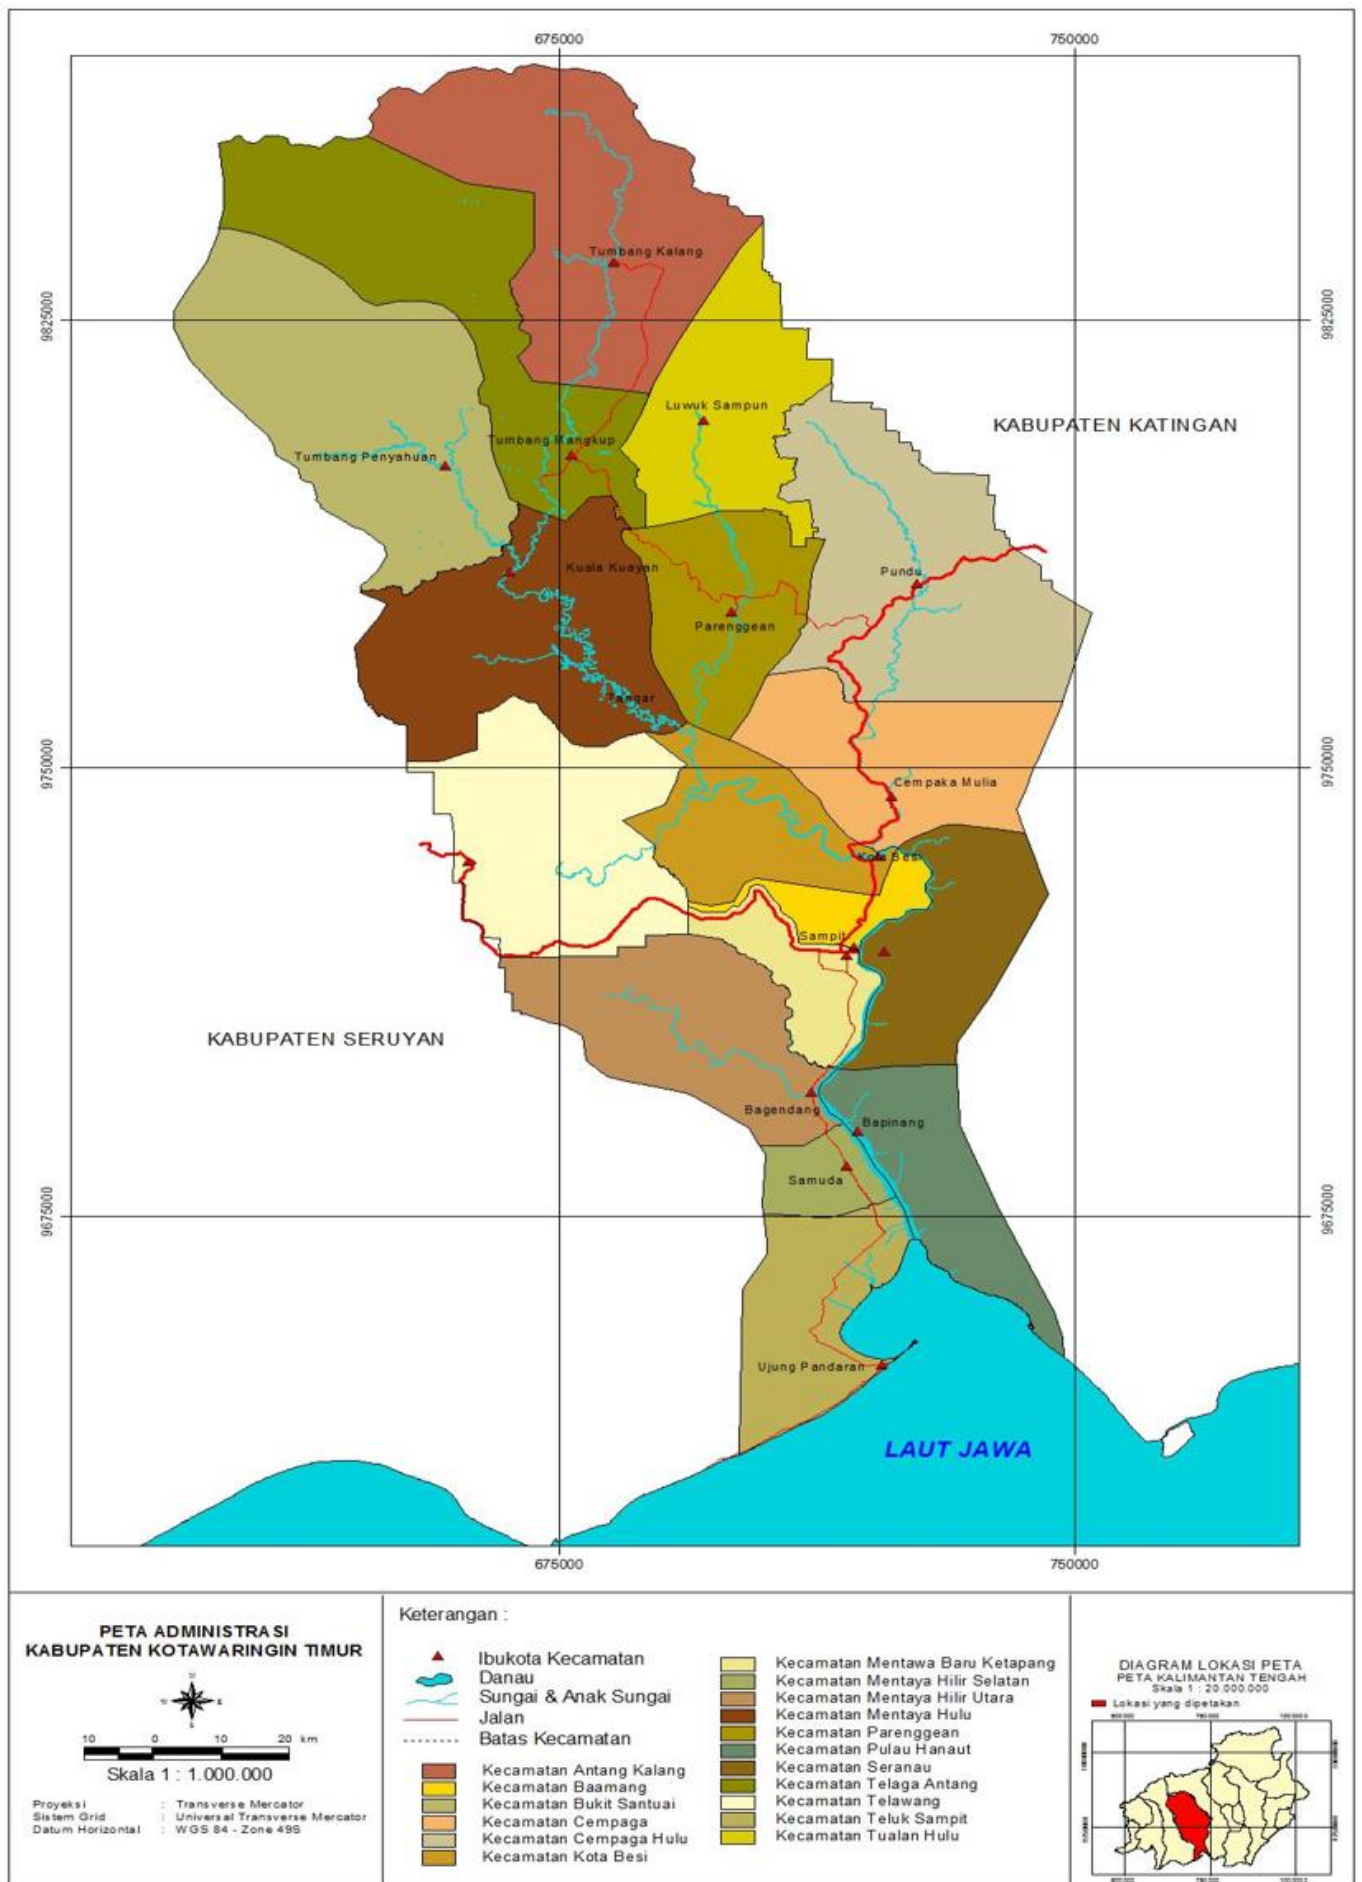 675000 750000
Tumbang Kalang
9825000 9825000
Luwuk Sampun
KABUPATEN KATINGAN
Tumbang Mangkup
Tumbang Penyahuan
Kuala Kuayan
Pundu
Parenggean
Tangar
9750000 9750000
Cempaka Mulia
Kota Besi
Sampit
KABUPATEN SERUYAN
Bagendang
Bapinang
Samuda
9675000 9675000
Ujung Pandaran
LAUT JAWA
675000 750000
PETA ADMINISTRASI
KABUPATEN KOTAWARINGIN TIMUR
N
10 0 10 20 km
Skala 1 : 1.000.000
Proyeksi : Transverse Mercator
Sistem Grid : Universal Transverse Mercator
Datum Horizontal : WGS 84 - Zone 49S
Keterangan :
Ibukota Kecamatan
Danau
Sungai & Anak Sungai
Jalan
Batas Kecamatan
Kecamatan Antang Kalang
Kecamatan Baamang
Kecamatan Bukit Santuai
Kecamatan Cempaga
Kecamatan Cempaga Hulu
Kecamatan Kota Besi
Kecamatan Mentawa Baru Ketapang
Kecamatan Mentaya Hilir Selatan
Kecamatan Mentaya Hilir Utara
Kecamatan Mentaya Hulu
Kecamatan Parenggean
Kecamatan Pulau Hanaut
Kecamatan Seranau
Kecamatan Telaga Antang
Kecamatan Telawang
Kecamatan Teluk Sampit
Kecamatan Tualan Hulu
DIAGRAM LOKASI PETA
PETA KALIMANTAN TENGAH
Skala 1 : 20.000.000
Lokasi yang dipetakan